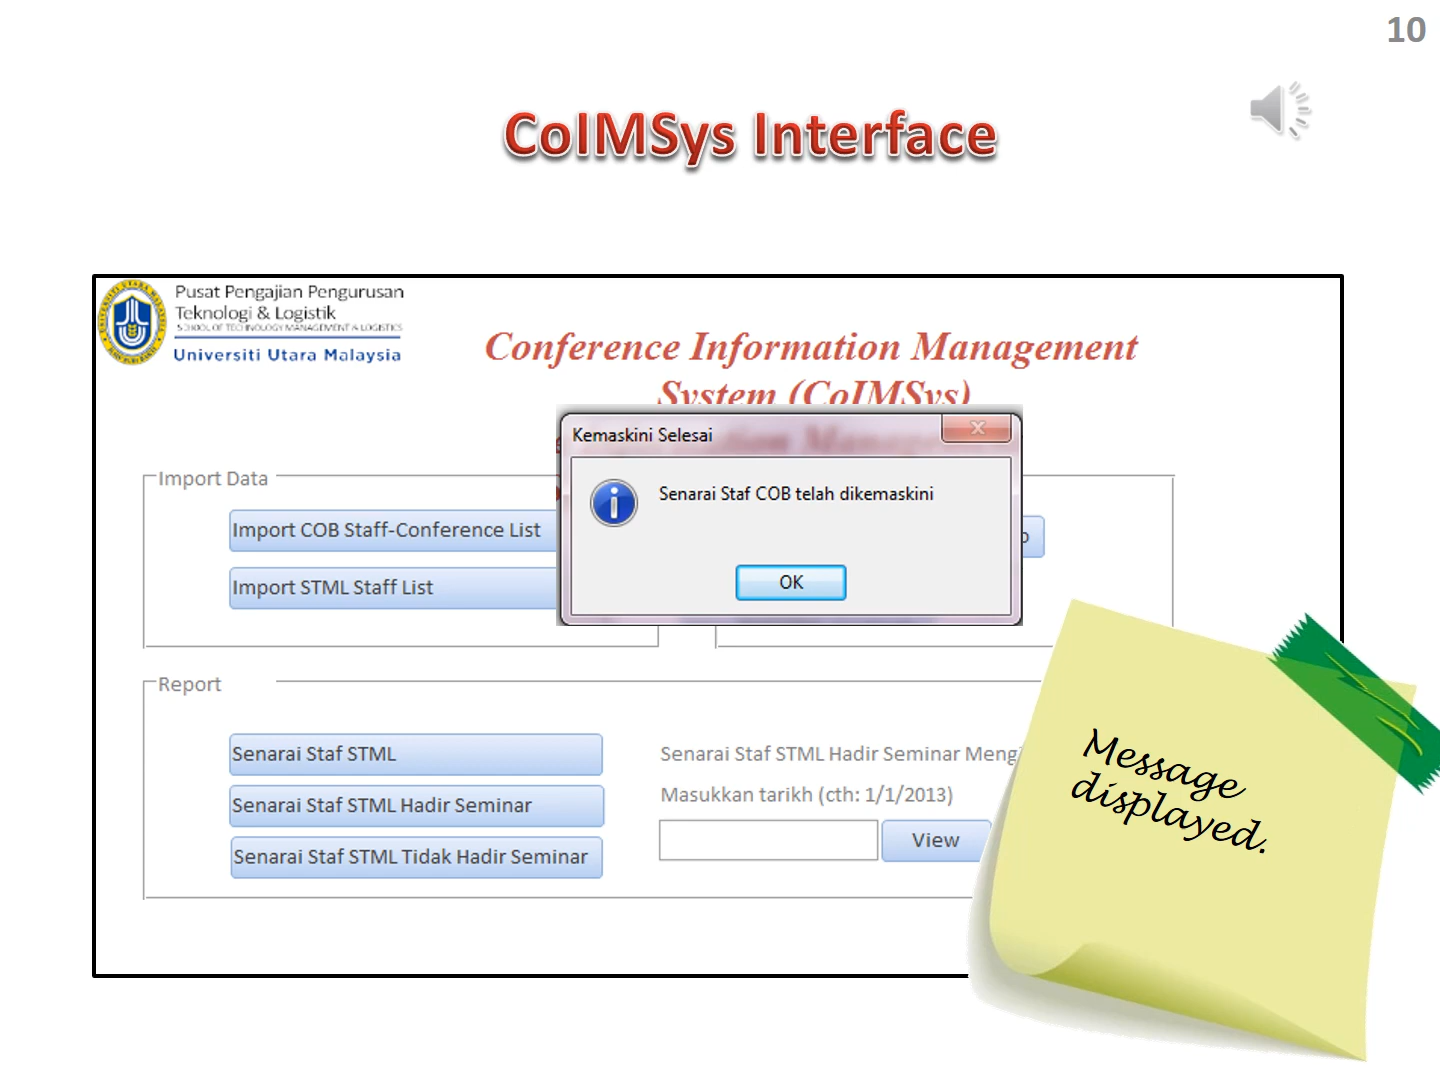 10
CoIMSys Interface
Pusat Pengajian Pengurusan
Teknologi & Logistik
SCHOOL OF TECHNOLOGY MANAGEMENT & LOGISTICS
Universiti Utara Malaysia
Conference Information Management
System (CoIMSys)
Kemaskini Selesai
Senarai Staf COB telah dikemaskini
OK
Import Data
Import COB Staff-Conference List
Import STML Staff List
Report
Senarai Staf STML
Senarai Staf STML Hadir Seminar
Senarai Staf STML Tidak Hadir Seminar
Senarai Staf STML Hadir Seminar
Masukkan tarikh (cth: 1/1/2013)
View
Message
displayed.